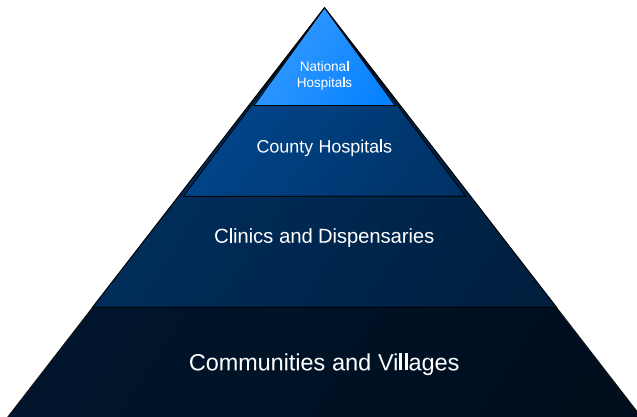 National
Hospitals
County Hospitals
Clinics and Dispensaries
Communities and Villages